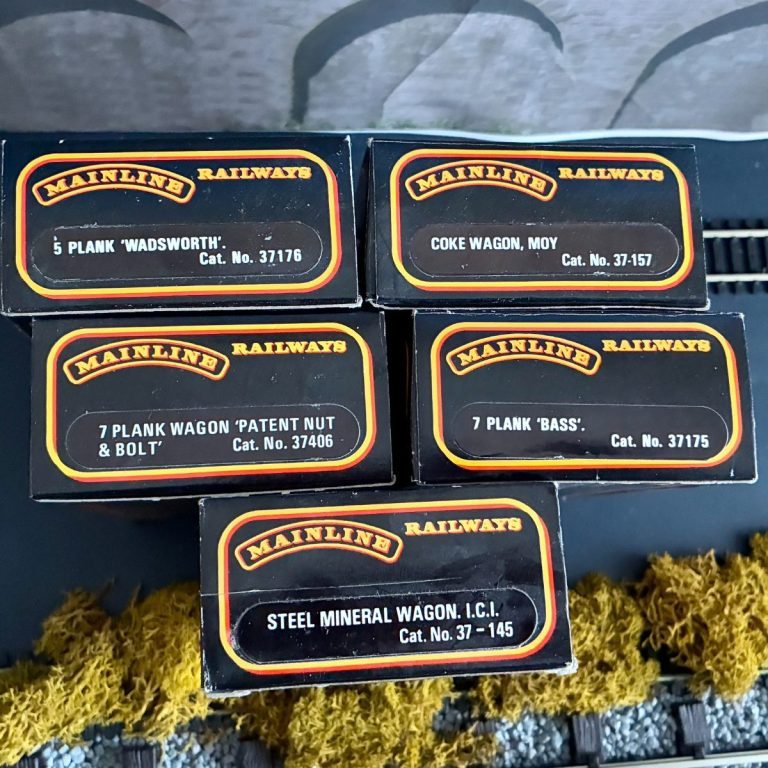 MAINLINE RAILWAYS
5 PLANK 'WADSWORTH'.
Cat. No. 37176
MAINLINE RAILWAYS
COKE WAGON, MOY
Cat. No. 37-157
MAINLINE RAILWAYS
7 PLANK WAGON 'PATENT NUT
& BOLT' Cat. No. 37406
MAINLINE RAILWAYS
7 PLANK 'BASS'.
Cat. No. 37175
MAINLINE RAILWAYS
STEEL MINERAL WAGON. I.C.I.
Cat. No. 37-145